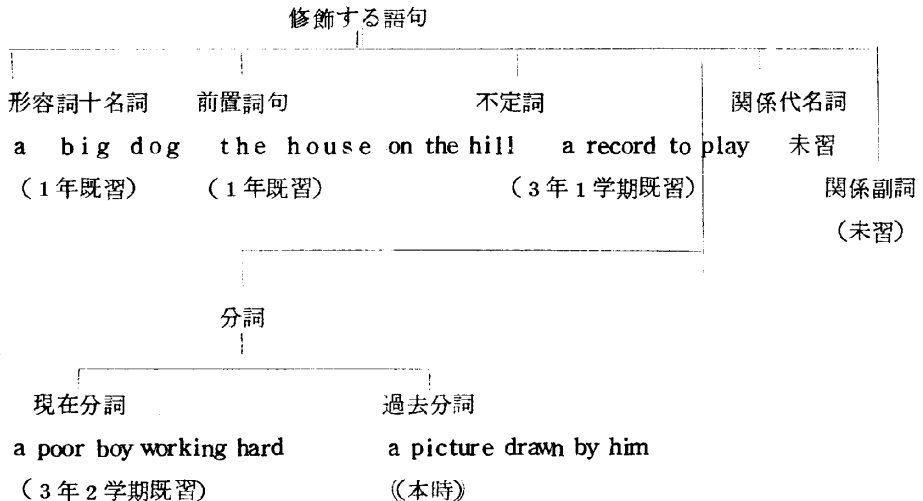 修飾する語句
形容詞十名詞 前置詞句 不定詞 関係代名詞
a big dog the house on the hill a record to play 未習
（1年既習） （1年既習） （3年1学期既習） 関係副詞
（未習）
分詞
現在分詞 過去分詞
a poor boy working hard a picture drawn by him
（3年2学期既習） （(本時)）